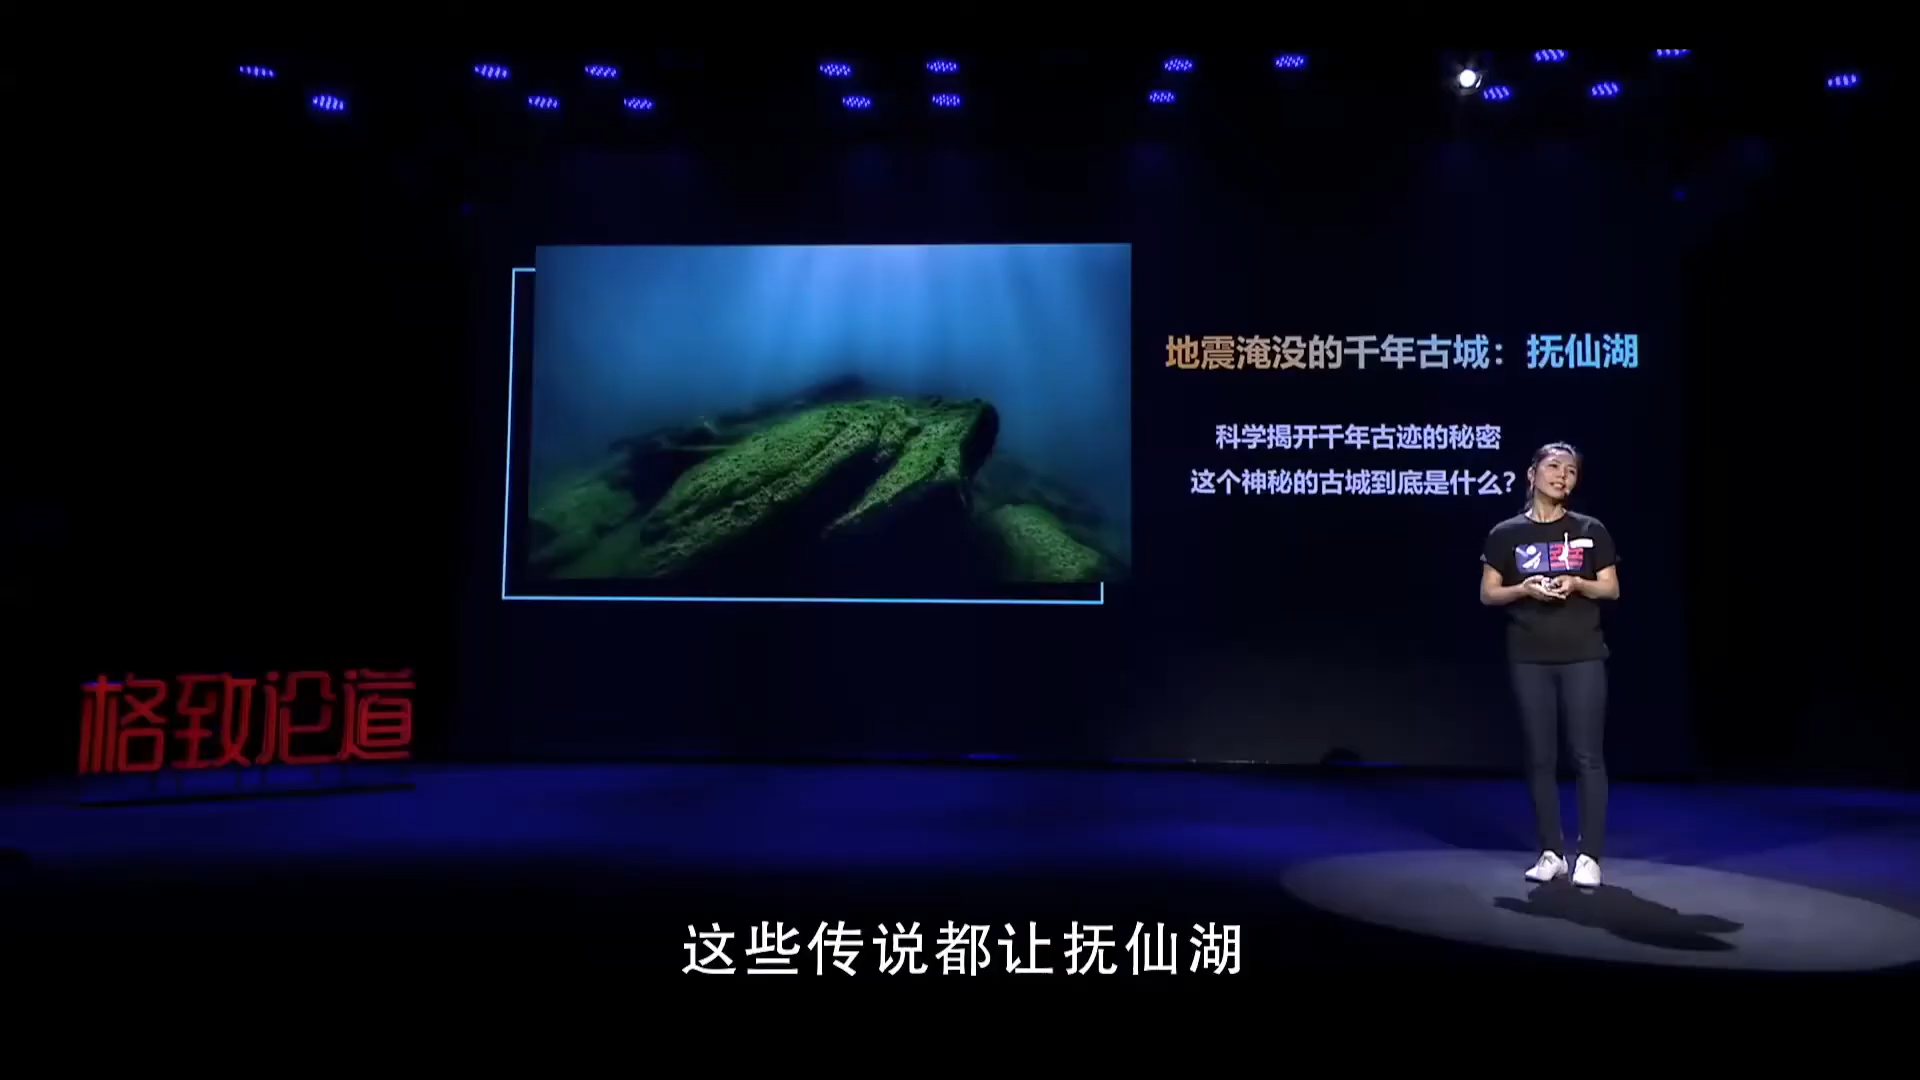 地震淹没的千年古城：抚仙湖
科学揭开千年古迹的秘密
这个神秘的古城到底是什么？
格致论道
这些传说都让抚仙湖